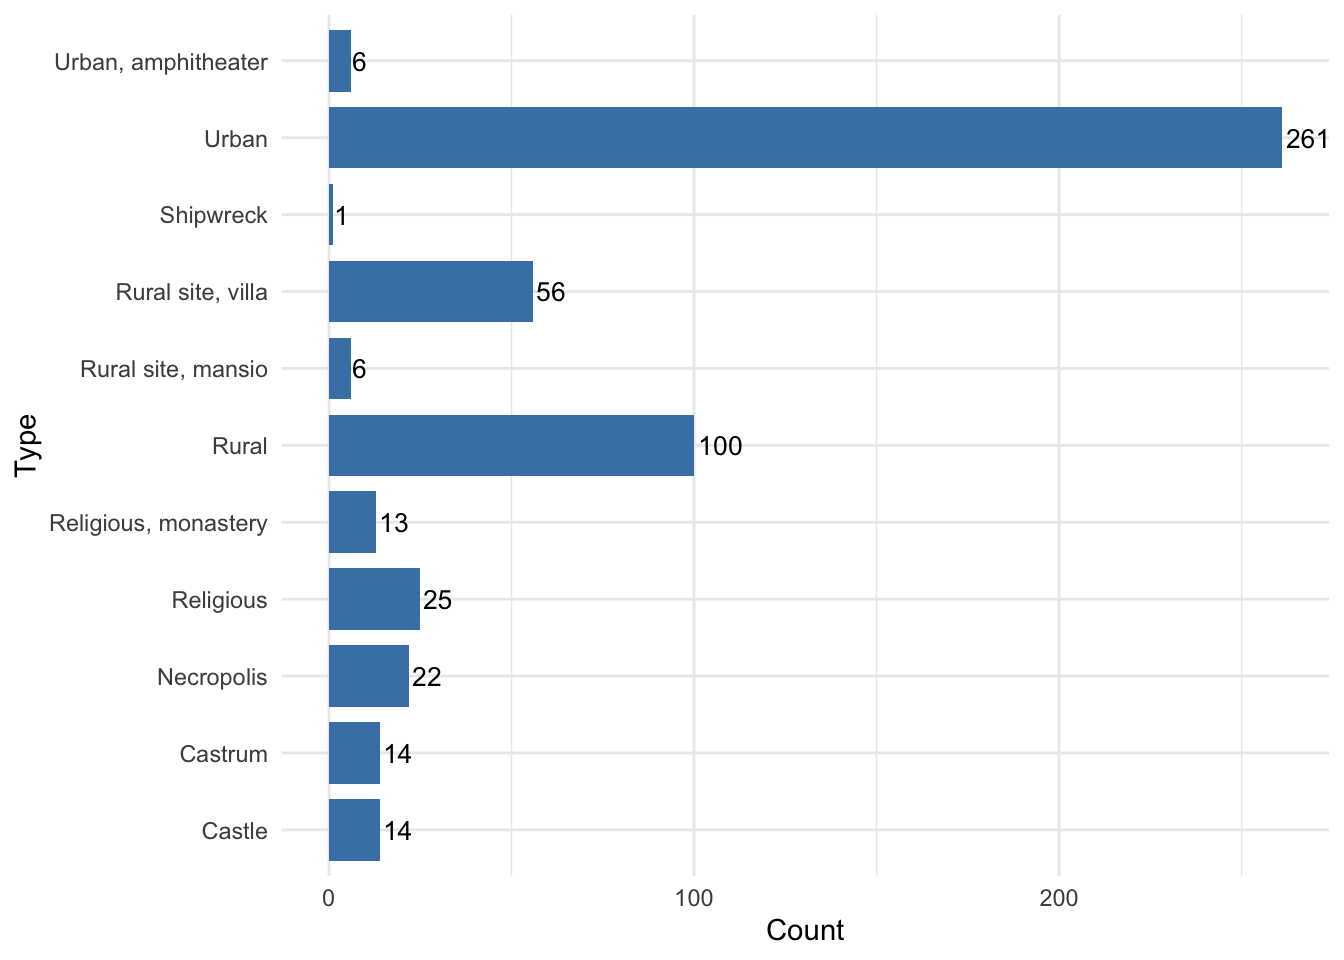 Urban, amphitheater 6
Urban 261
Shipwreck 1
Rural site, villa 56
Rural site, mansio 6
Rural 100
Religious, monastery 13
Religious 25
Necropolis 22
Castrum 14
Castle 14
Type
0 100 200
Count